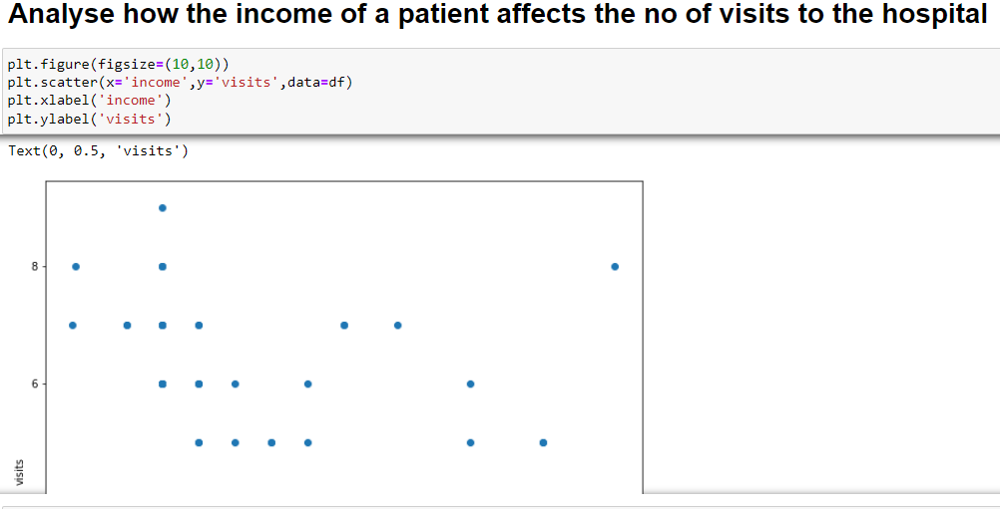 Analyse how the income of a patient affects the no of visits to the hospital
plt.figure(figsize=(10,10))
plt.scatter(x='income',y='visits',data=df)
plt.xlabel('income')
plt.ylabel('visits')
Text(0, 0.5, 'visits')
8
6
visits